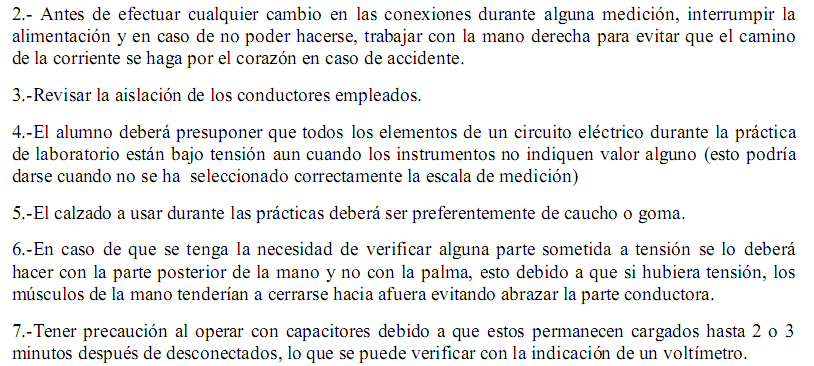 2.- Antes de efectuar cualquier cambio en las conexiones durante alguna medición, interrumpir la
alimentación y en caso de no poder hacerse, trabajar con la mano derecha para evitar que el camino
de la corriente se haga por el corazón en caso de accidente.
3.-Revisar la aislación de los conductores empleados.
4.-El alumno deberá presuponer que todos los elementos de un circuito eléctrico durante la práctica
de laboratorio están bajo tensión aun cuando los instrumentos no indiquen valor alguno (esto podría
darse cuando no se ha seleccionado correctamente la escala de medición)
5.-El calzado a usar durante las prácticas deberá ser preferentemente de caucho o goma.
6.-En caso de que se tenga la necesidad de verificar alguna parte sometida a tensión se lo deberá
hacer con la parte posterior de la mano y no con la palma, esto debido a que si hubiera tensión, los
músculos de la mano tenderían a cerrarse hacia afuera evitando abrazar la parte conductora.
7.-Tener precaución al operar con capacitores debido a que estos permanecen cargados hasta 2 o 3
minutos después de desconectados, lo que se puede verificar con la indicación de un voltímetro.